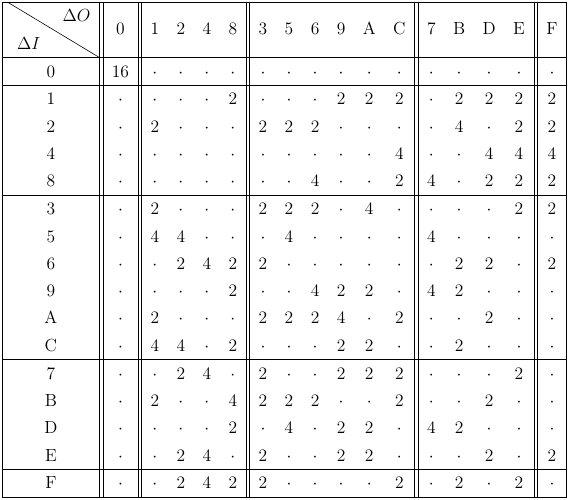 ΔO
ΔI 0 1 2 4 8 3 5 6 9 A C 7 B D E F
0 16 · · · · · · · · · · · · · · ·
1 · · · · 2 · · · 2 2 2 · 2 2 2 2
2 · 2 · · · 2 2 2 · · · · 4 · 2 2
4 · · · · · · · · · · 4 · · 4 4 4
8 · · · · · · · 4 · · 2 4 · 2 2 2
3 · 2 · · · 2 2 2 · 4 · · · · 2 2
5 · 4 4 · · · 4 · · · · 4 · · · ·
6 · · 2 4 2 2 · · · · · · 2 2 · 2
9 · · · · 2 · · 4 2 2 · 4 2 · · ·
A · 2 · · · 2 2 2 4 · 2 · · 2 · ·
C · 4 4 · 2 · · · 2 2 · · 2 · · ·
7 · · 2 4 · 2 · · 2 2 2 · · · 2 ·
B · 2 · · 4 2 2 2 · · 2 · · 2 · ·
D · · · · 2 · 4 · 2 2 · 4 2 · · ·
E · · 2 4 · 2 · · 2 2 · · · 2 · 2
F · · 2 4 2 2 · · · · 2 · 2 · 2 ·